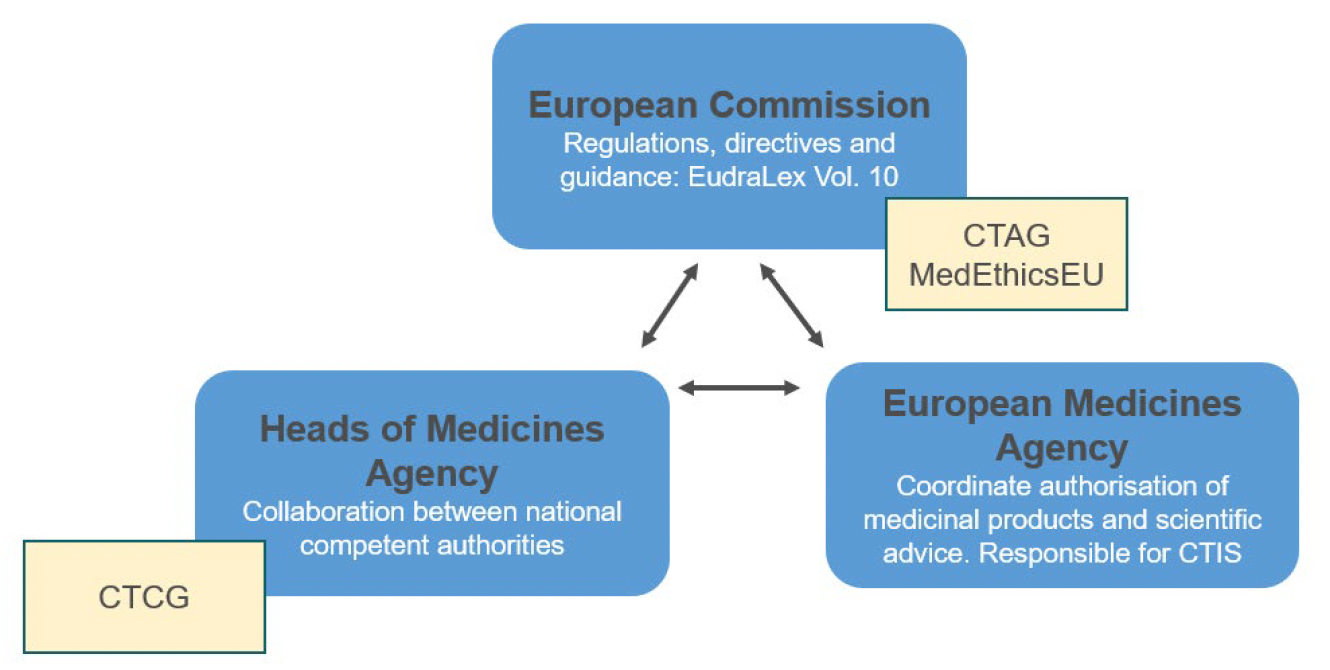 European Commission
Regulations, directives and
guidance: EudraLex Vol. 10
CTAG
MedEthicsEU
Heads of Medicines
Agency
Collaboration between national
competent authorities
CTCG
European Medicines
Agency
Coordinate authorisation of
medicinal products and scientific
advice. Responsible for CTIS